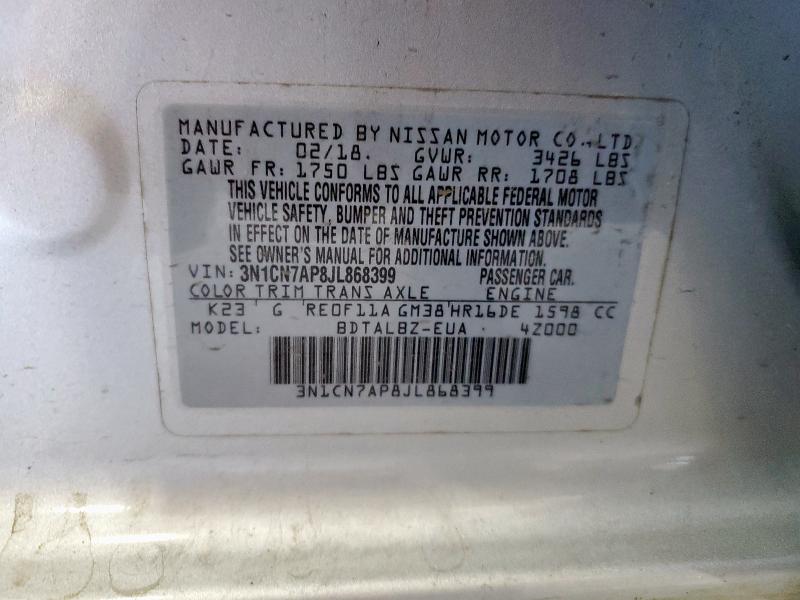 MANUFACTURED BY NISSAN MOTOR CO., LTD.
DATE: 02/18. GVWR: 3426 LBS
GAWR FR: 1750 LBS GAWR RR: 1708 LBS
THIS VEHICLE CONFORMS TO ALL APPLICABLE FEDERAL MOTOR
VEHICLE SAFETY, BUMPER AND THEFT PREVENTION STANDARDS
IN EFFECT ON THE DATE OF MANUFACTURE SHOWN ABOVE.
SEE OWNER'S MANUAL FOR ADDITIONAL INFORMATION.
VIN: 3N1CN7AP8JL868399 PASSENGER CAR.
COLOR TRIM TRANS AXLE ENGINE
K23 G RE0F11A GM38 HR16DE 1598 CC
MODEL: BDTALBZ-EUA 4Z000
3N1CN7AP8JL868399